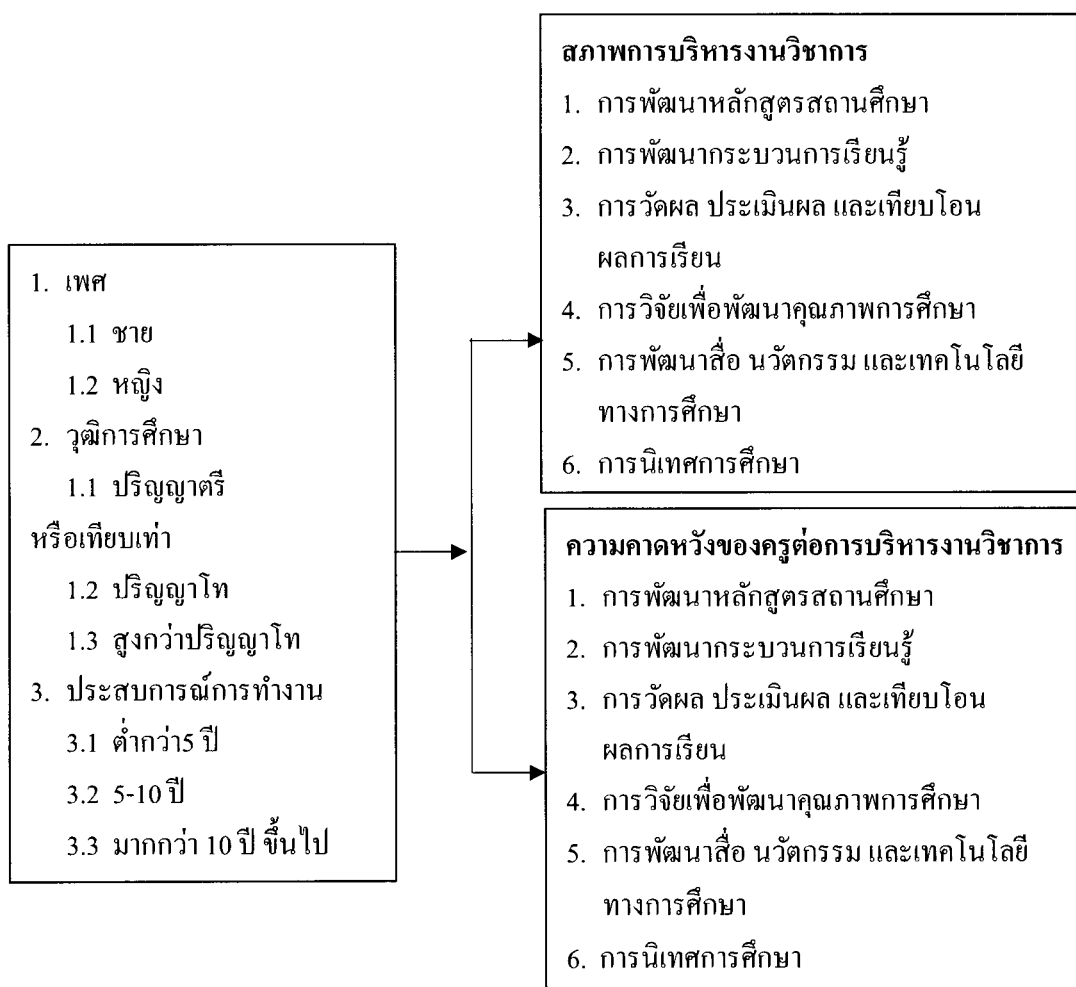 สภาพการบริหารงานวิชาการ
1. การพัฒนาหลักสูตรสถานศึกษา
2. การพัฒนากระบวนการเรียนรู้
3. การวัดผล ประเมินผล และเทียบโอน
ผลการเรียน
4. การวิจัยเพื่อพัฒนาคุณภาพการศึกษา
5. การพัฒนาสื่อ นวัตกรรม และเทคโนโลยี
ทางการศึกษา
6. การนิเทศการศึกษา
1. เพศ
1.1 ชาย
1.2 หญิง
2. วุฒิการศึกษา
1.1 ปริญญาตรี
หรือเทียบเท่า
1.2 ปริญญาโท
1.3 สูงกว่าปริญญาโท
3. ประสบการณ์การทำงาน
3.1 ต่ำกว่า5 ปี
3.2 5-10 ปี
3.3 มากกว่า 10 ปี ขึ้นไป
ความคาดหวังของครูต่อการบริหารงานวิชาการ
1. การพัฒนาหลักสูตรสถานศึกษา
2. การพัฒนากระบวนการเรียนรู้
3. การวัดผล ประเมินผล และเทียบโอน
ผลการเรียน
4. การวิจัยเพื่อพัฒนาคุณภาพการศึกษา
5. การพัฒนาสื่อ นวัตกรรม และเทคโนโลยี
ทางการศึกษา
6. การนิเทศการศึกษา